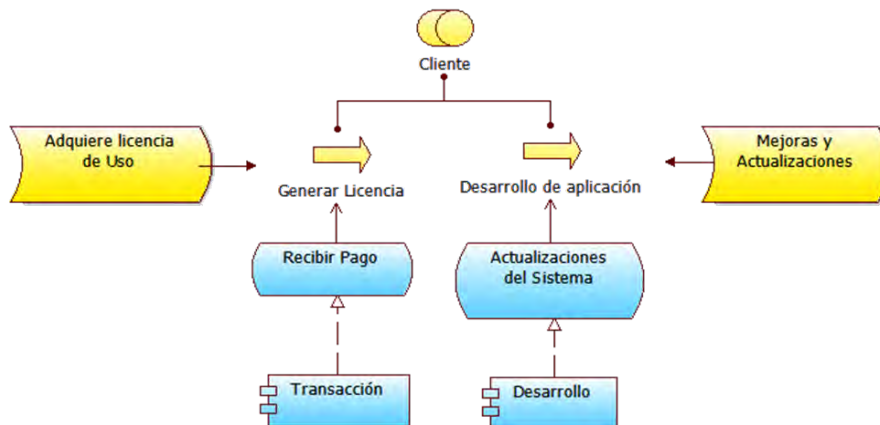 Cliente
Adquiere licencia
de Uso
Mejoras y
Actualizaciones
Generar Licencia
Desarrollo de aplicación
Recibir Pago
Actualizaciones
del Sistema
Transacción
Desarrollo